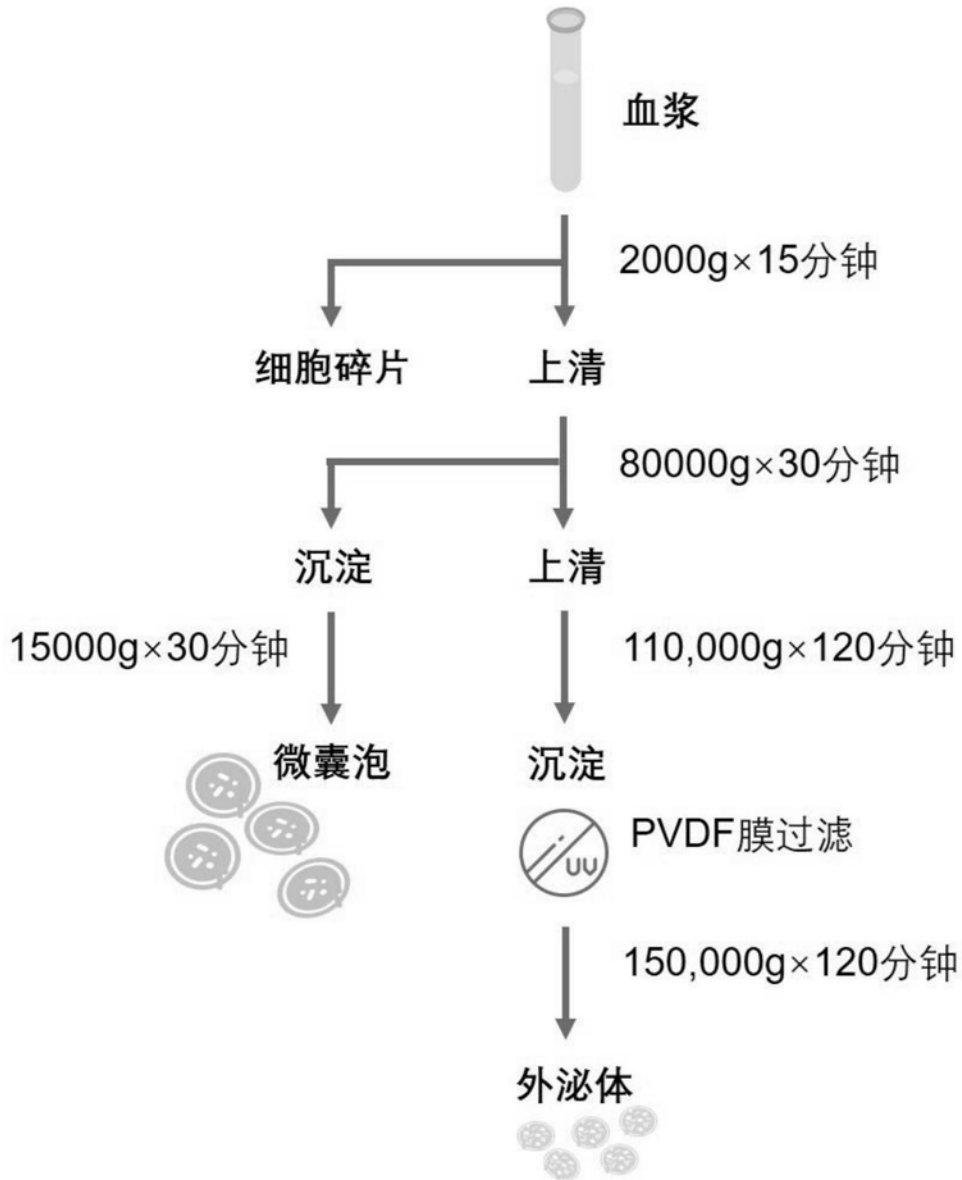 血浆
2000g×15分钟
细胞碎片
上清
80000g×30分钟
沉淀
上清
15000g×30分钟
110,000g×120分钟
微囊泡
沉淀
PVDF膜过滤
UV
150,000g×120分钟
外泌体